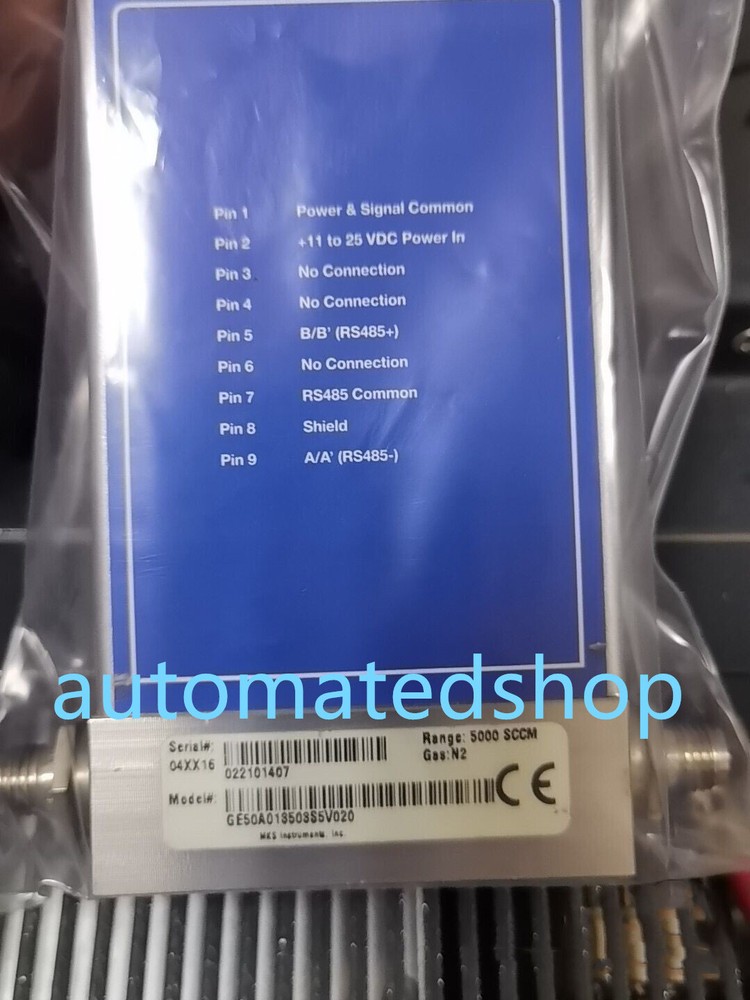 Pin 1 Power & Signal Common
Pin 2 +11 to 25 VDC Power In
Pin 3 No Connection
Pin 4 No Connection
Pin 5 B/B' (RS485+)
Pin 6 No Connection
Pin 7 RS485 Common
Pin 8 Shield
Pin 9 A/A' (RS485-)
automatedshop
Serial#: Range: 5000 SCCM
04XX16 022101407 Gas:N2
Model#: CE
GE50A013503S5V020
MKS Instruments, Inc.